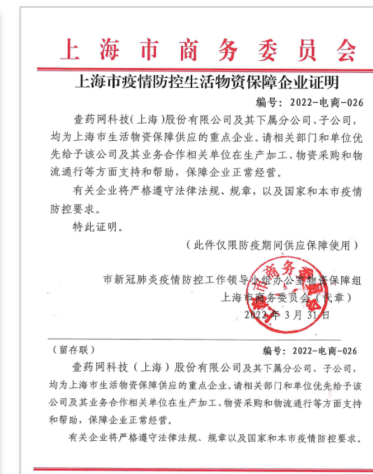 上海市商务委员会
上海市疫情防控生活物资保障企业证明
编号：2022-电商-026
壹药网科技（上海）股份有限公司及其下属分公司、子公司，
均为上海市生活物资保障供应的重点企业。请相关部门和单位优
先给予该公司及其业务合作相关单位在生产加工、物资采购和物
流通行等方面支持和帮助，保障企业正常经营。
有关企业将严格遵守法律法规、规章，以及国家和本市疫情
防控要求。
特此证明。
（此件仅限防疫期间供应保障使用）
市新冠肺炎疫情防控工作领导小组办公室物资保障组
上海市商务委员会（代章）
2022年3月31日
（留存联）
编号：2022-电商-026
壹药网科技（上海）股份有限公司及其下属分公司、子公司，
均为上海市生活物资保障供应的重点企业。请相关部门和单位优先给予该
公司及其业务合作相关单位在生产加工、物资采购和物流通行等方面支持
和帮助，保障企业正常经营。
有关企业将严格遵守法律法规、规章以及国家和本市疫情防控要求。